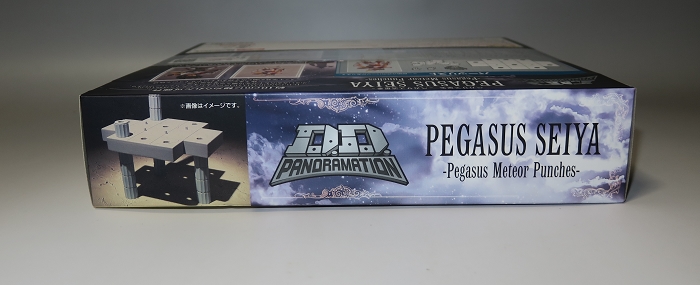 PEGASUS SEIYA
-Pegasus Meteor Punches-
※画像はイメージです。
D.D.
PANORAMATION
PEGASUS SEIYA
-Pegasus Meteor Punches-